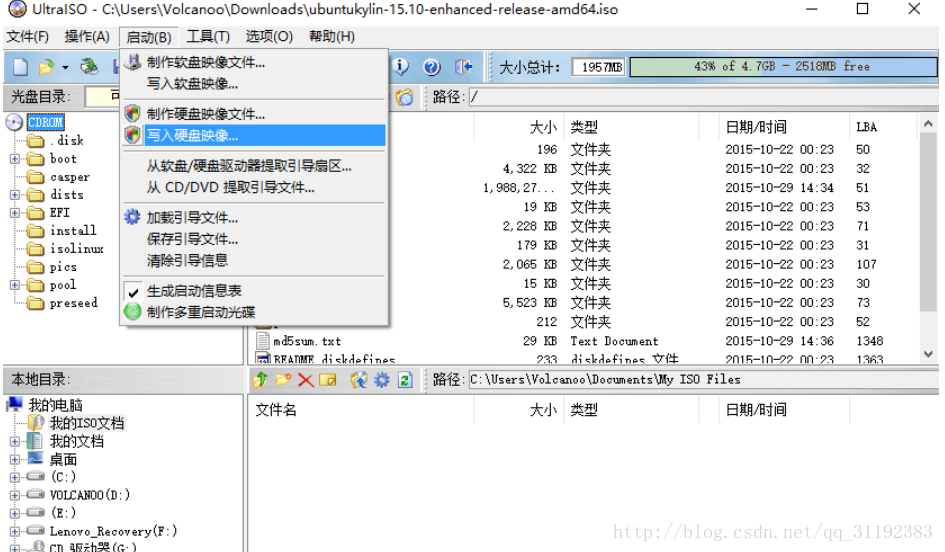 UltraISO - C:\Users\Volcanoo\Downloads\ubuntukylin-15.10-enhanced-release-amd64.iso
文件(F) 操作(A) 启动(B) 工具(T) 选项(O) 帮助(H)
大小总计: 1957MB 43% of 4.7GB - 2518MB free
光盘目录: 可 路径: /
制作软盘映像文件...
写入软盘映像...
制作硬盘映像文件...
写入硬盘映像...
从软盘/硬盘驱动器提取引导扇区...
从 CD/DVD 提取引导文件...
加载引导文件...
保存引导文件...
清除引导信息
生成启动信息表
制作多重启动光碟
CDROM
.disk
boot
casper
dists
EFI
install
isolinux
pics
pool
preseed
大小 类型 日期/时间 LBA
196 文件夹 2015-10-22 00:23 50
4,322 KB 文件夹 2015-10-22 00:23 32
1,988,27... 文件夹 2015-10-29 14:34 51
19 KB 文件夹 2015-10-22 00:23 53
2,228 KB 文件夹 2015-10-22 00:23 71
179 KB 文件夹 2015-10-22 00:23 31
2,065 KB 文件夹 2015-10-22 00:23 107
15 KB 文件夹 2015-10-22 00:23 30
5,523 KB 文件夹 2015-10-22 00:23 73
212 文件夹 2015-10-22 00:23 52
md5sum.txt 29 KB Text Document 2015-10-29 14:36 1348
README.diskdefines 233 diskdefines 文件 2015-10-22 00:23 1363
本地目录: 路径: C:\Users\Volcanoo\Documents\My ISO Files
我的电脑
我的ISO文档
我的文档
桌面
(C:)
VOLCANOO(D:)
(E:)
Lenovo_Recovery(F:)
CD 驱动器(G:)
文件名 大小 类型 日期/时间
http://blog.csdn.net/qq_31192383